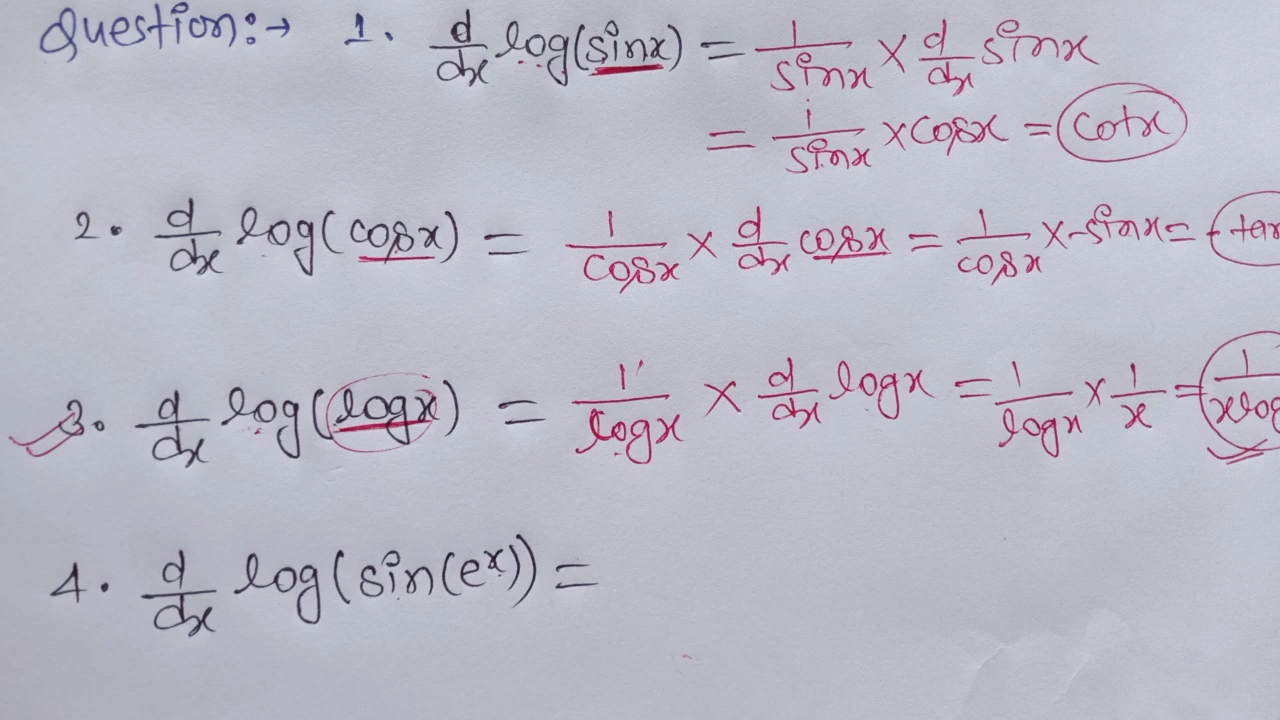 Question:→ 1. d/dx log(sinx) = 1/sinx × d/dx sinx
= 1/sinx × cosx = cotx
2. d/dx log(cosx) = 1/cosx × d/dx cosx = 1/cosx × -sinx = - tan
3. d/dx log(logx) = 1/logx × d/dx logx = 1/logx × 1/x = 1/xlog
4. d/dx log(sin(eˣ)) =